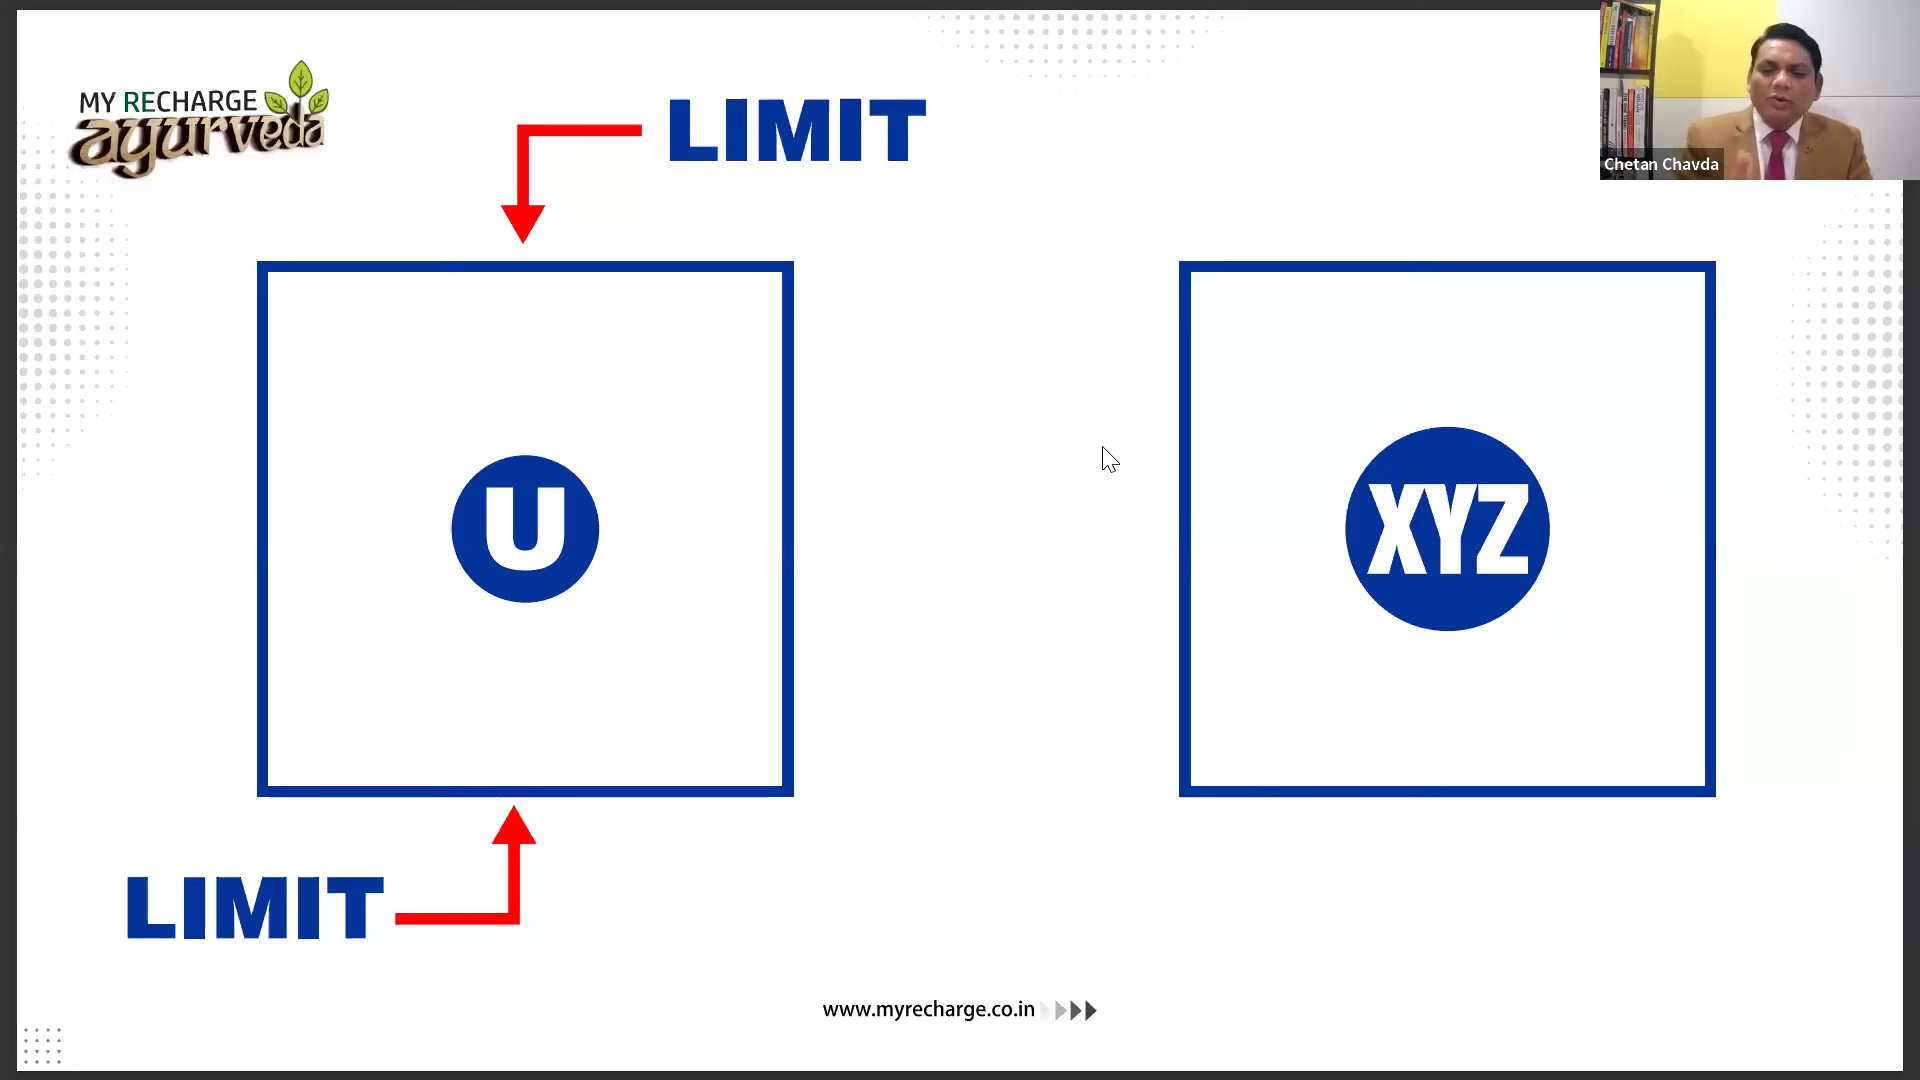 MY RECHARGE
ayurveda
LIMIT
Chetan Chavda
U
XYZ
LIMIT
www.myrecharge.co.in